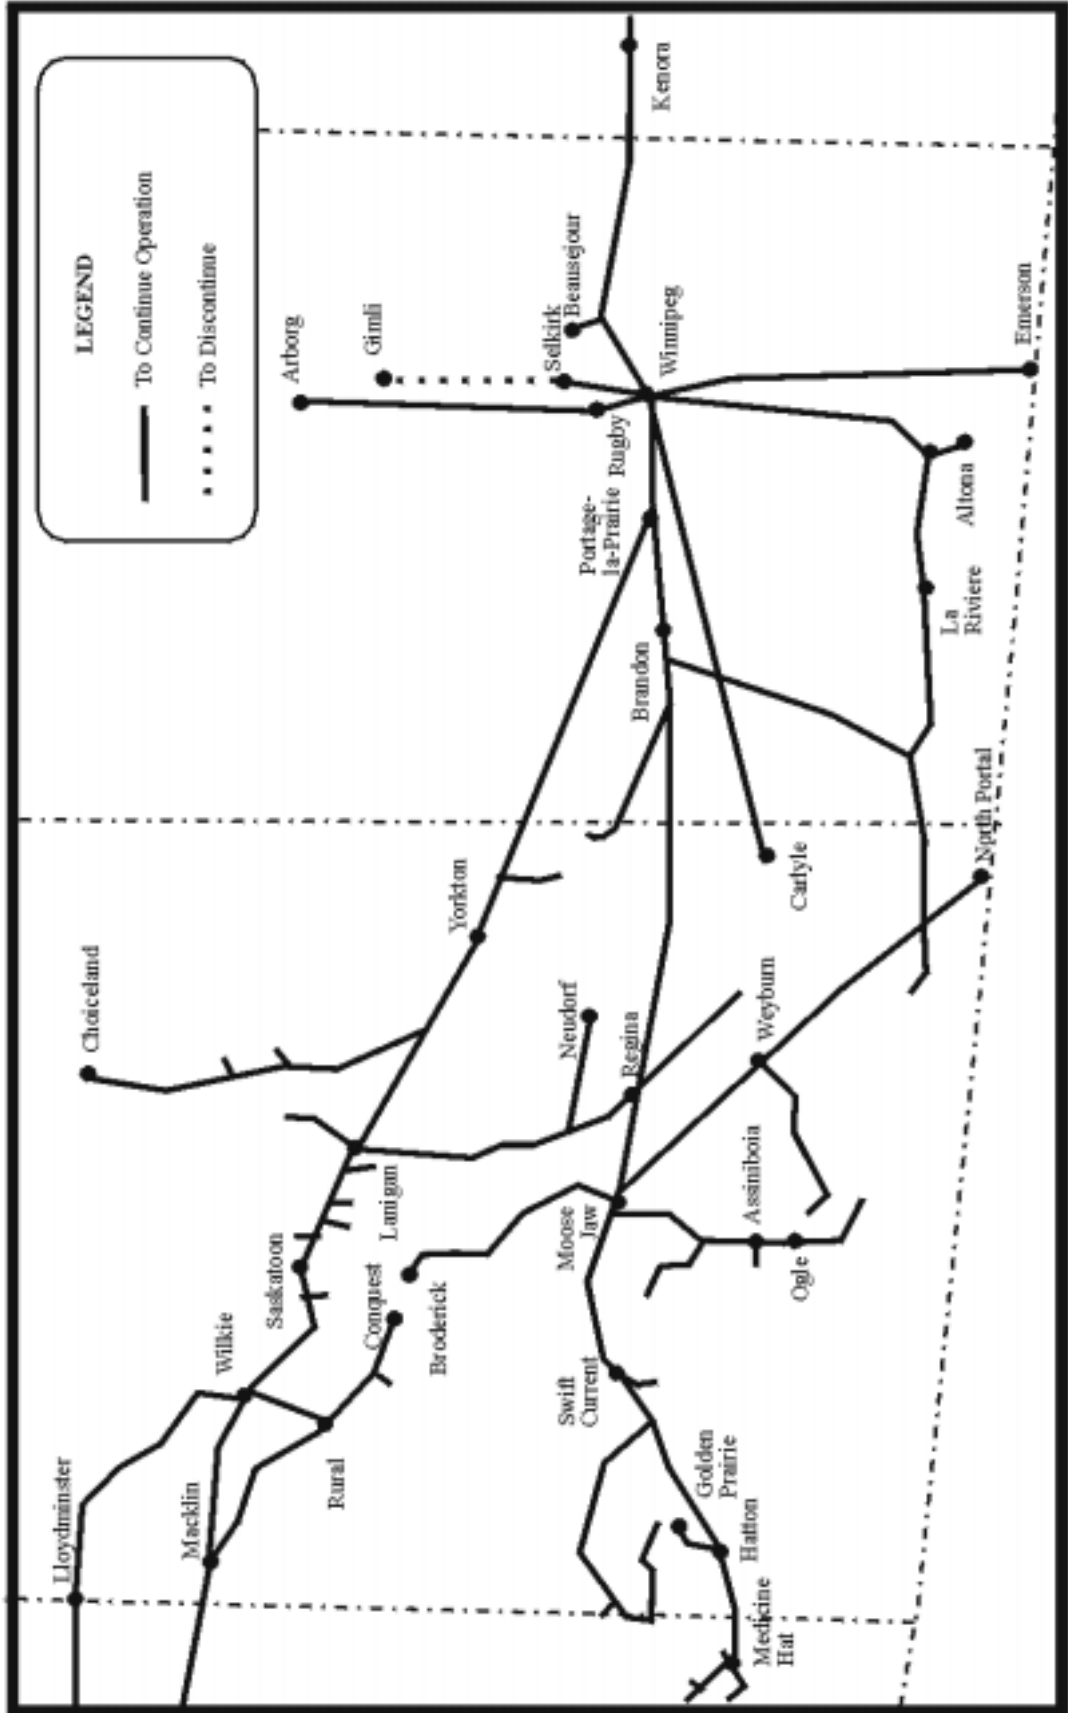 LEGEND
To Continue Operation
To Discontinue
Lloydminster
Macklin
Wilkie
Rural
Saskatoon
Conquest
Broderick
Lanigan
Choiceland
Yorkton
Neudorf
Regina
Moose
Jaw
Swift
Current
Golden
Prairie
Hatton
Medicine
Hat
Assiniboia
Ogle
Weyburn
Carlyle
North Portal
Brandon
Portage-
la-Prairie
Rugby
Arborg
Gimli
Selkirk
Beausejour
Winnipeg
Kenora
Emerson
Altona
La
Riviere